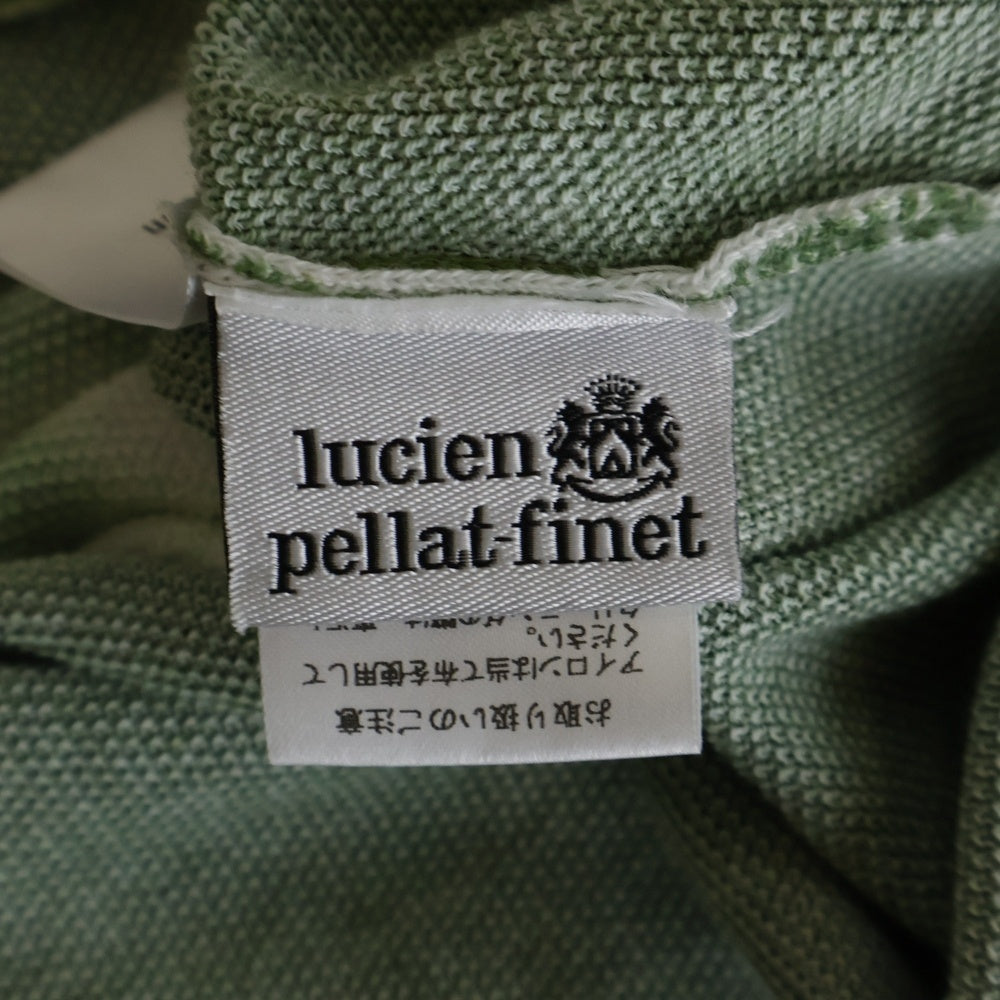 lucien
pellat-finet
お取り扱いのご注意
アイロンは当て布を使用して
ください。